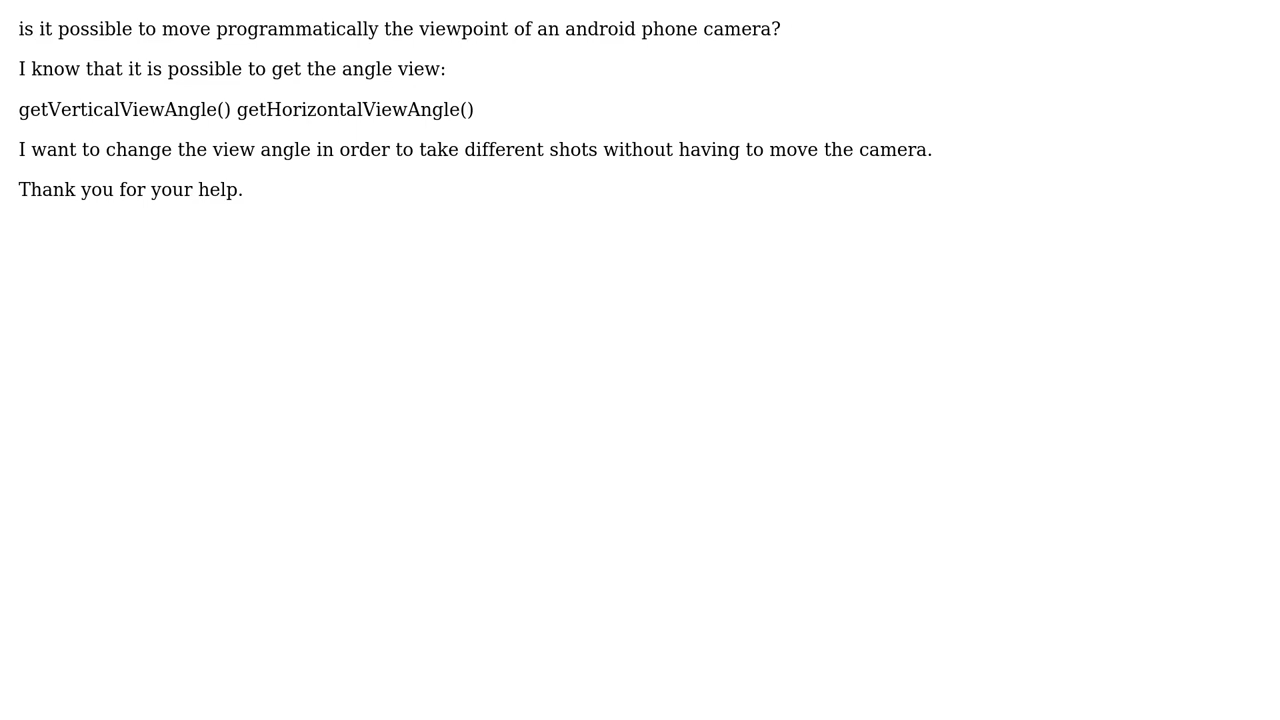 is it possible to move programmatically the viewpoint of an android phone camera?
I know that it is possible to get the angle view:
getVerticalViewAngle() getHorizontalViewAngle()
I want to change the view angle in order to take different shots without having to move the camera.
Thank you for your help.